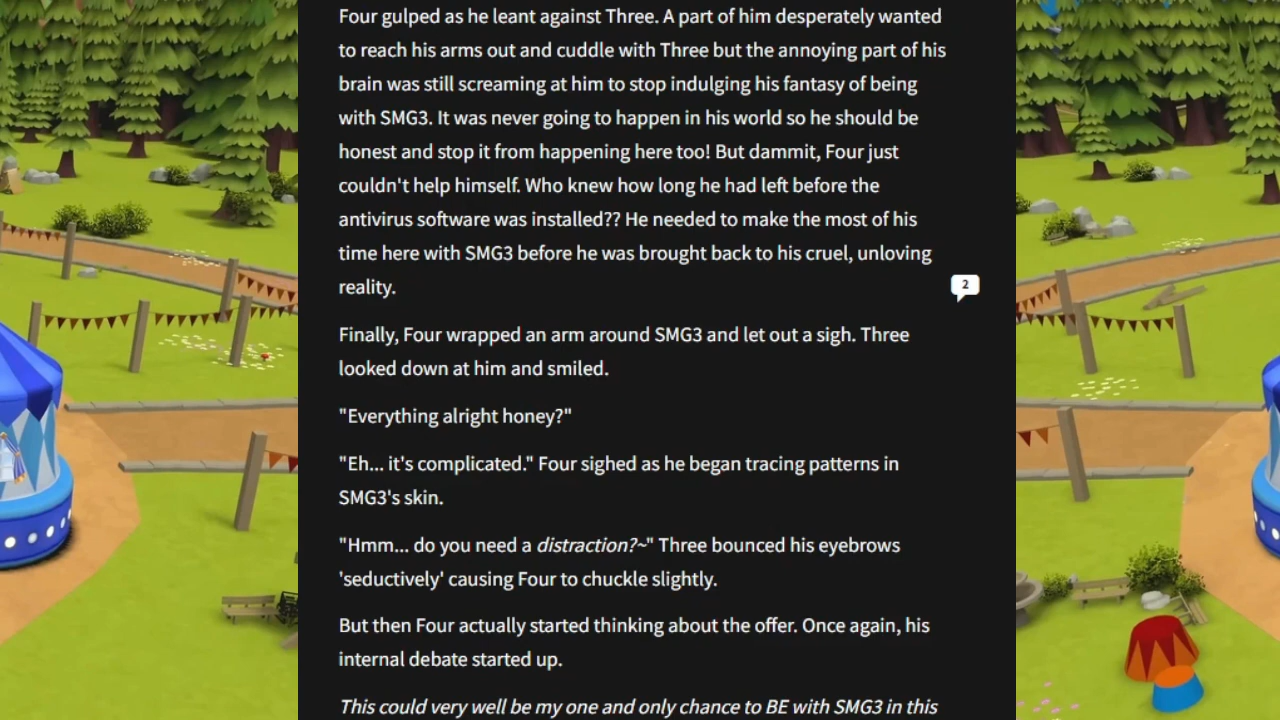 Four gulped as he leant against Three. A part of him desperately wanted
to reach his arms out and cuddle with Three but the annoying part of his
brain was still screaming at him to stop indulging his fantasy of being
with SMG3. It was never going to happen in his world so he should be
honest and stop it from happening here too! But dammit, Four just
couldn't help himself. Who knew how long he had left before the
antivirus software was installed?? He needed to make the most of his
time here with SMG3 before he was brought back to his cruel, unloving
reality.
2
Finally, Four wrapped an arm around SMG3 and let out a sigh. Three
looked down at him and smiled.
"Everything alright honey?"
"Eh... it's complicated." Four sighed as he began tracing patterns in
SMG3's skin.
"Hmm... do you need a distraction?~" Three bounced his eyebrows
'seductively' causing Four to chuckle slightly.
But then Four actually started thinking about the offer. Once again, his
internal debate started up.
This could very well be my one and only chance to BE with SMG3 in this